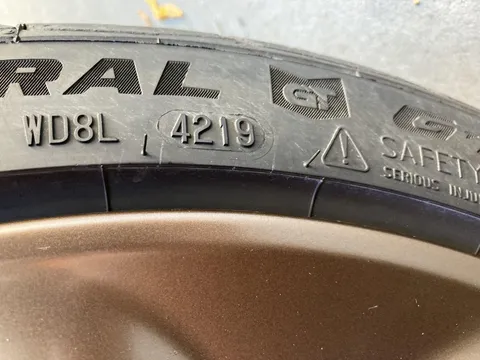 RAL GT
WD8L 4219
SAFETY
SERIOUS INJU